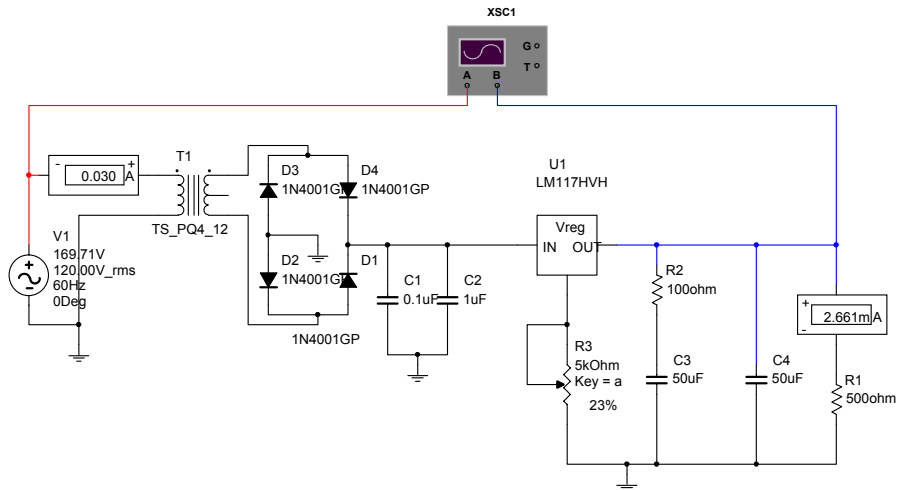 XSC1
G
T
A B
- +
0.030 A
T1
TS_PQ4_12
V1
169.71V
120.00V_rms
60Hz
0Deg
D3
1N4001GP
D4
1N4001GP
D2
1N4001GP
D1
1N4001GP
C1
0.1uF
C2
1uF
U1
LM117HVH
Vreg
IN OUT
R3
5kOhm
Key = a
23%
R2
100ohm
C3
50uF
C4
50uF
+
2.661m A
-
R1
500ohm